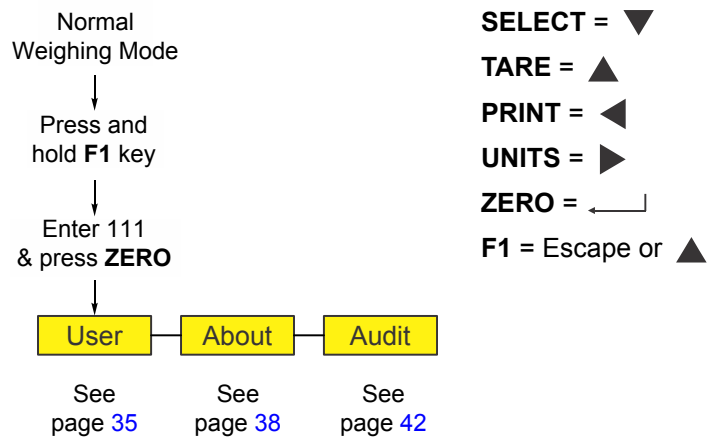 Normal
Weighing Mode
Press and
hold F1 key
Enter 111
& press ZERO
User
About
Audit
See
page 35
See
page 38
See
page 42
SELECT = ▼
TARE = ▲
PRINT = ◀
UNITS = ▶
ZERO = ↵
F1 = Escape or ▲